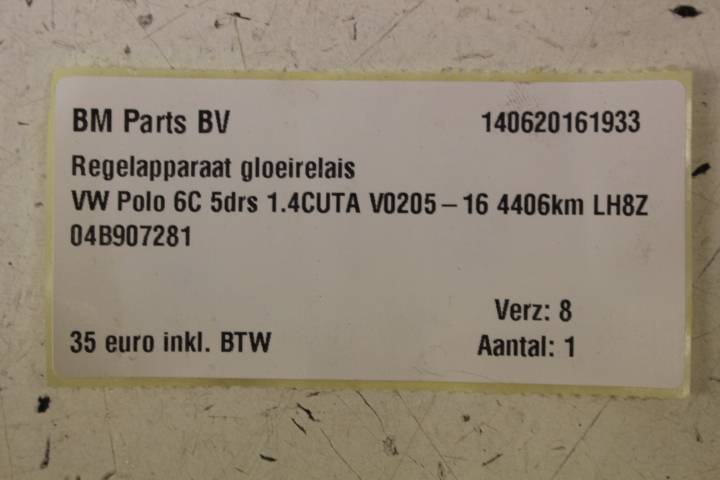 BM Parts BV 140620161933
Regelapparaat gloeirelais
VW Polo 6C 5drs 1.4CUTA V0205-16 4406km LH8Z
04B907281
Verz: 8
35 euro inkl. BTW Aantal: 1